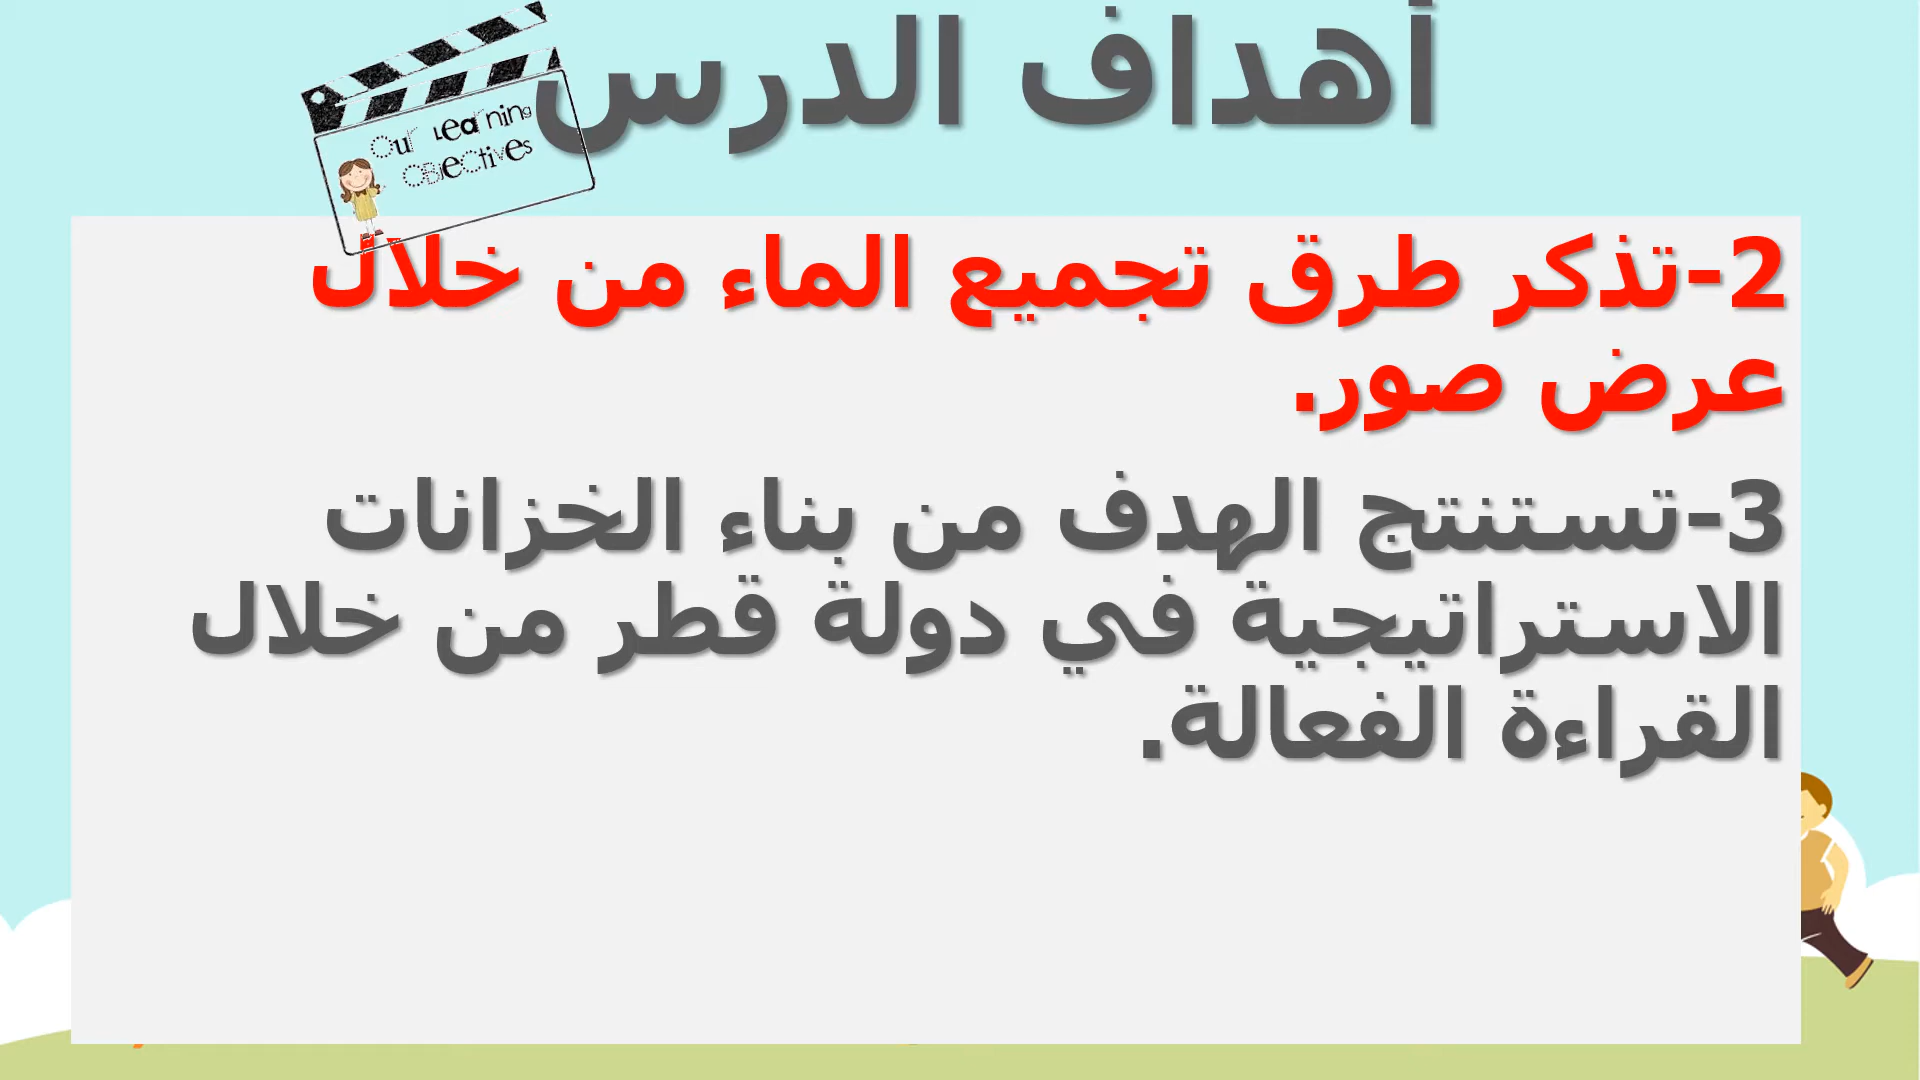 أهداف الدرس
Our Learning
Objectives
2-تذكر طرق تجميع الماء من خلال
عرض صور.
3-تستنتج الهدف من بناء الخزانات
الاستراتيجية في دولة قطر من خلال
القراءة الفعالة.